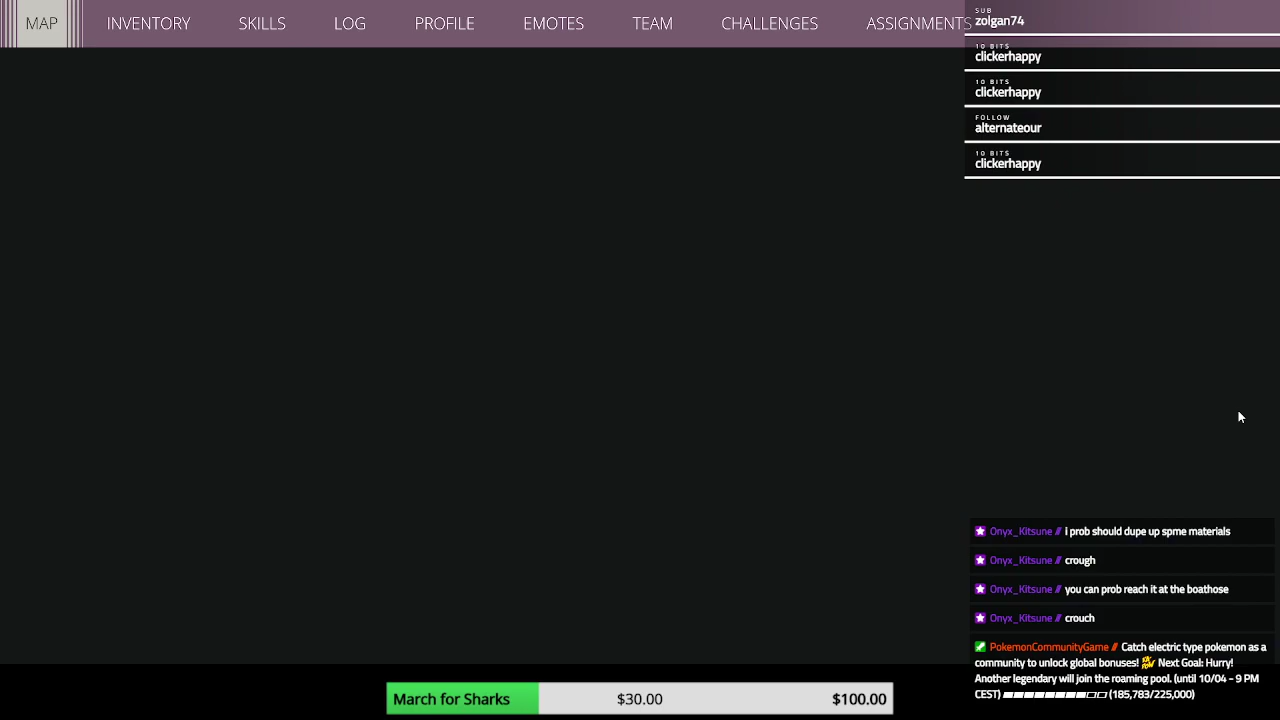 MAP INVENTORY SKILLS LOG PROFILE EMOTES TEAM CHALLENGES ASSIGNMENTS
SUB
zolgan74
10 BITS
clickerhappy
10 BITS
clickerhappy
FOLLOW
alternateour
10 BITS
clickerhappy
Onyx_Kitsune // i prob should dupe up spme materials
Onyx_Kitsune // crough
Onyx_Kitsune // you can prob reach it at the boathose
Onyx_Kitsune // crouch
PokemonCommunityGame // Catch electric type pokemon as a
community to unlock global bonuses! Next Goal: Hurry!
Another legendary will join the roaming pool. (until 10/04 - 9 PM
CEST) (185,783/225,000)
March for Sharks $30.00 $100.00